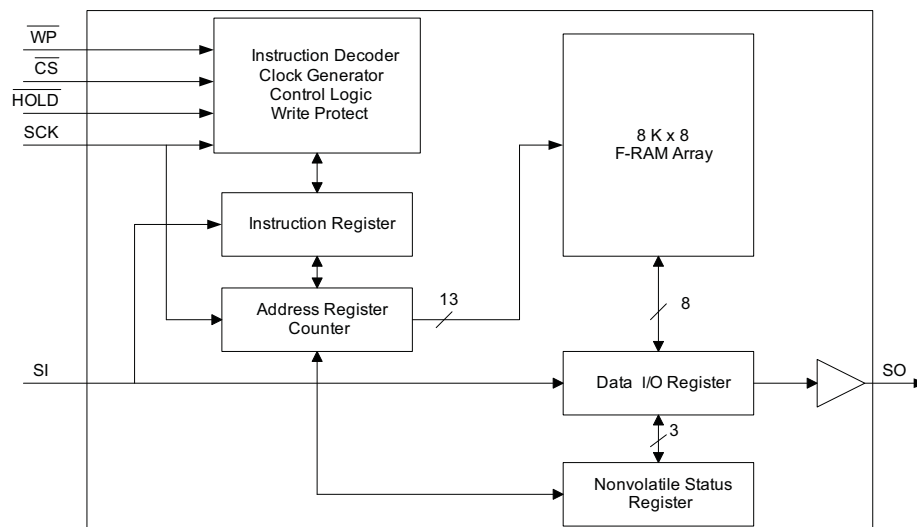 WP
CS
HOLD
SCK
Instruction Decoder
Clock Generator
Control Logic
Write Protect
8 K x 8
F-RAM Array
Instruction Register
Address Register
Counter
13
8
SI
Data I/O Register
SO
3
Nonvolatile Status
Register